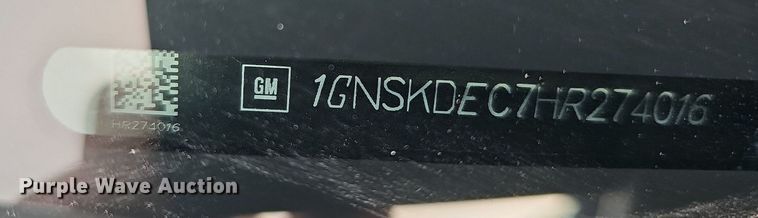 GM 1GNSKDEC7HR274016
HR274016
Purple Wave Auction